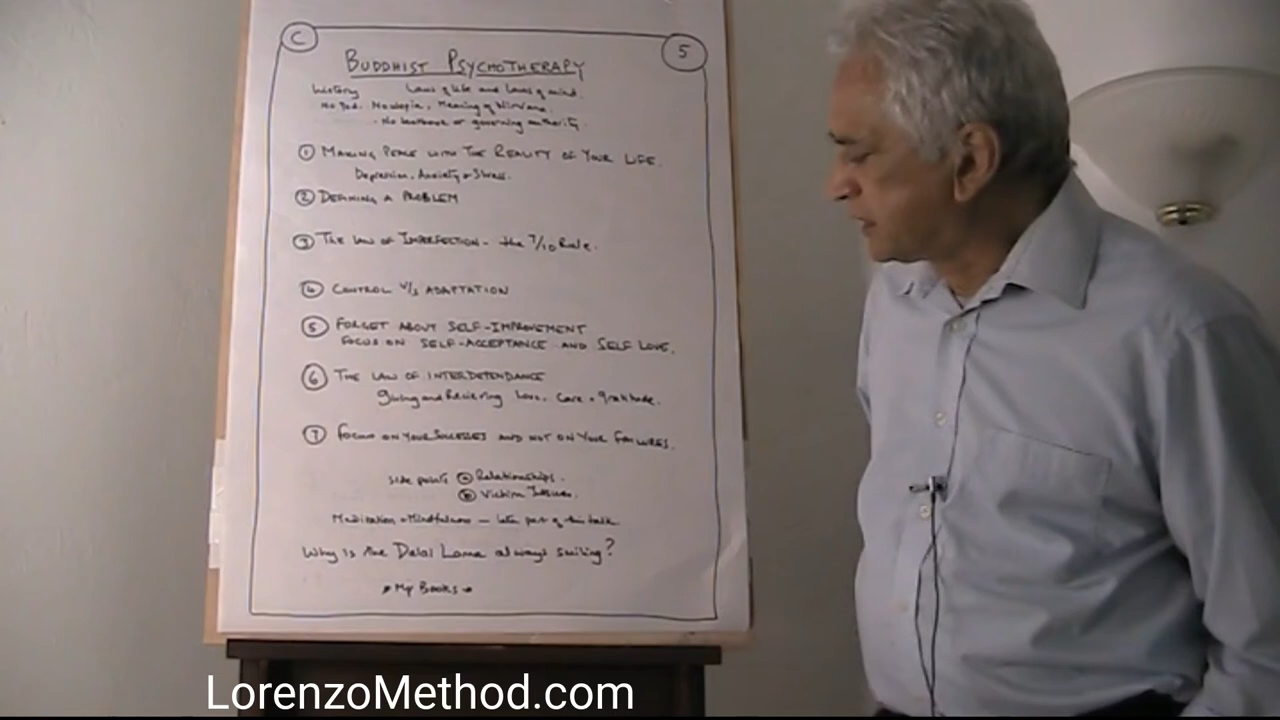 C
5
BUDDHIST PSYCHOTHERAPY
History Laws of life and laws of mind.
No God. No utopia, Meaning of Nirvana.
- No textbook or governing authority.
① MAKING PEACE WITH THE REALITY OF YOUR LIFE.
Depression, Anxiety & Stress.
② DEFINING A PROBLEM
③ The LAW OF IMPERFECTION - the 7/10 Rule.
④ CONTROL V/s ADAPTATION
⑤ FORGET ABOUT SELF-IMPROVEMENT
FOCUS ON SELF-ACCEPTANCE AND SELF LOVE.
⑥ THE LAW OF INTERDEPENDANCE
Giving and Recieving Love, Care & gratitude.
⑦ FOCUS ON YOUR SUCCESSES AND NOT ON YOUR FAILURES.
Side points ⓐ Relationships.
ⓑ Victim Issues.
Meditation & Mindfulness — later part of this talk
Why is the Dalai Lama always smiling?
* My Books *
LorenzoMethod.com